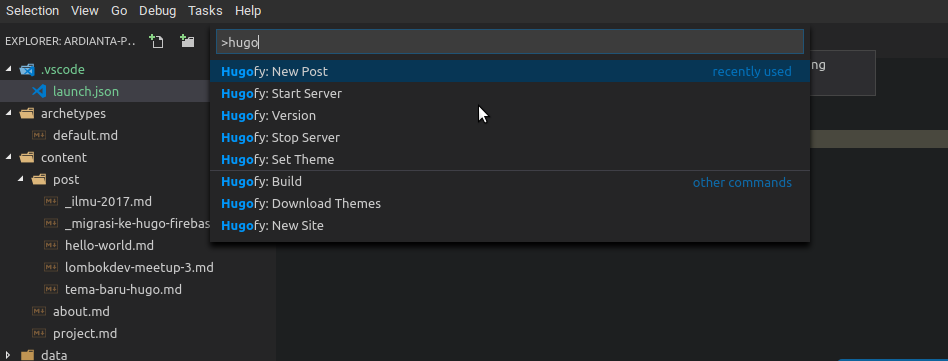 Selection View Go Debug Tasks Help
EXPLORER: ARDIANTA-P...
.vscode
launch.json
archetypes
default.md
content
post
_ilmu-2017.md
_migrasi-ke-hugo-firebas
hello-world.md
lombokdev-meetup-3.md
tema-baru-hugo.md
about.md
project.md
data
>hugo
Hugofy: New Post recently used
Hugofy: Start Server
Hugofy: Version
Hugofy: Stop Server
Hugofy: Set Theme
Hugofy: Build other commands
Hugofy: Download Themes
Hugofy: New Site
ng